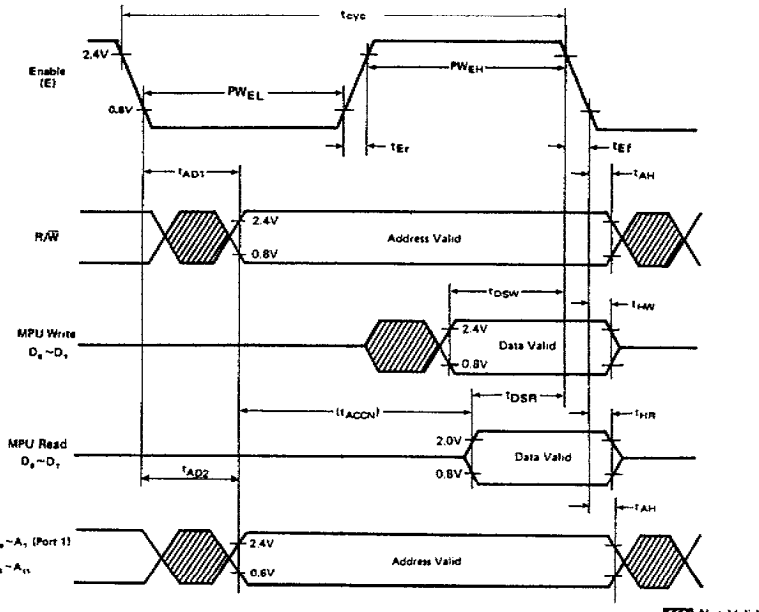 tcyc
2.4V
Enable
(E)
PWEL
PWEH
0.8V
tEr
tEf
tAD1
tAH
R/W
2.4V
Address Valid
0.8V
tDSW
tHW
MPU Write
D₀~D₇
2.4V
Data Valid
0.8V
(tACCN)
tDSR
tHR
MPU Read
D₀~D₇
2.0V
Data Valid
0.8V
tAD2
tAH
~A₇ (Port 1)
2.4V
Address Valid
~A₁₅
0.6V
Not Valid